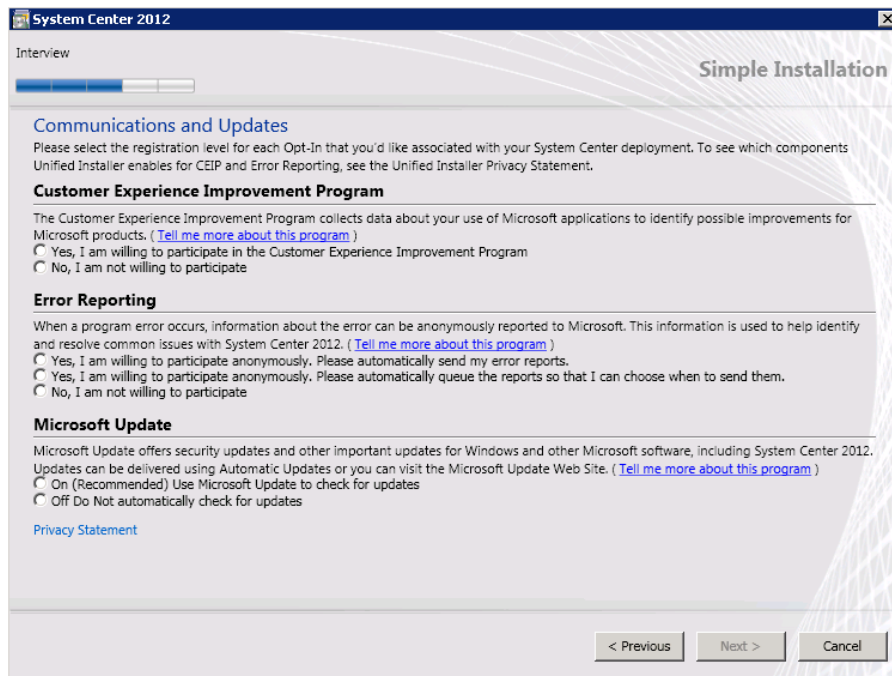 System Center 2012
Interview
Simple Installation
Communications and Updates
Please select the registration level for each Opt-In that you'd like associated with your System Center deployment. To see which components
Unified Installer enables for CEIP and Error Reporting, see the Unified Installer Privacy Statement.
Customer Experience Improvement Program
The Customer Experience Improvement Program collects data about your use of Microsoft applications to identify possible improvements for
Microsoft products. ( Tell me more about this program )
Yes, I am willing to participate in the Customer Experience Improvement Program
No, I am not willing to participate
Error Reporting
When a program error occurs, information about the error can be anonymously reported to Microsoft. This information is used to help identify
and resolve common issues with System Center 2012. ( Tell me more about this program )
Yes, I am willing to participate anonymously. Please automatically send my error reports.
Yes, I am willing to participate anonymously. Please automatically queue the reports so that I can choose when to send them.
No, I am not willing to participate
Microsoft Update
Microsoft Update offers security updates and other important updates for Windows and other Microsoft software, including System Center 2012.
Updates can be delivered using Automatic Updates or you can visit the Microsoft Update Web Site. ( Tell me more about this program )
On (Recommended) Use Microsoft Update to check for updates
Off Do Not automatically check for updates
Privacy Statement
< Previous
Next >
Cancel